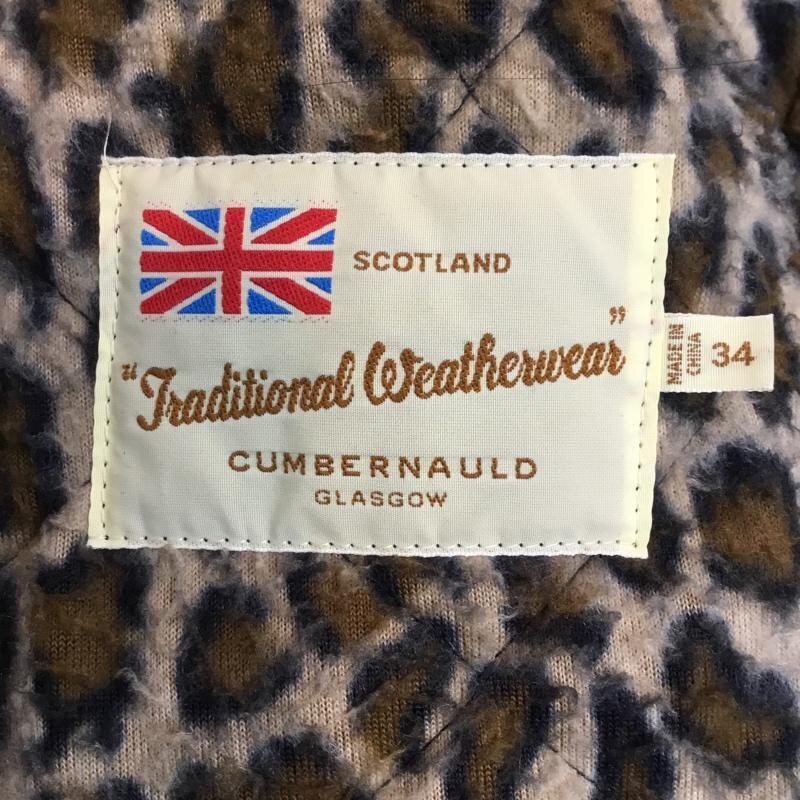 SCOTLAND
"Traditional Weatherwear"
CUMBERNAULD
GLASGOW
MADE IN
CHINA
34